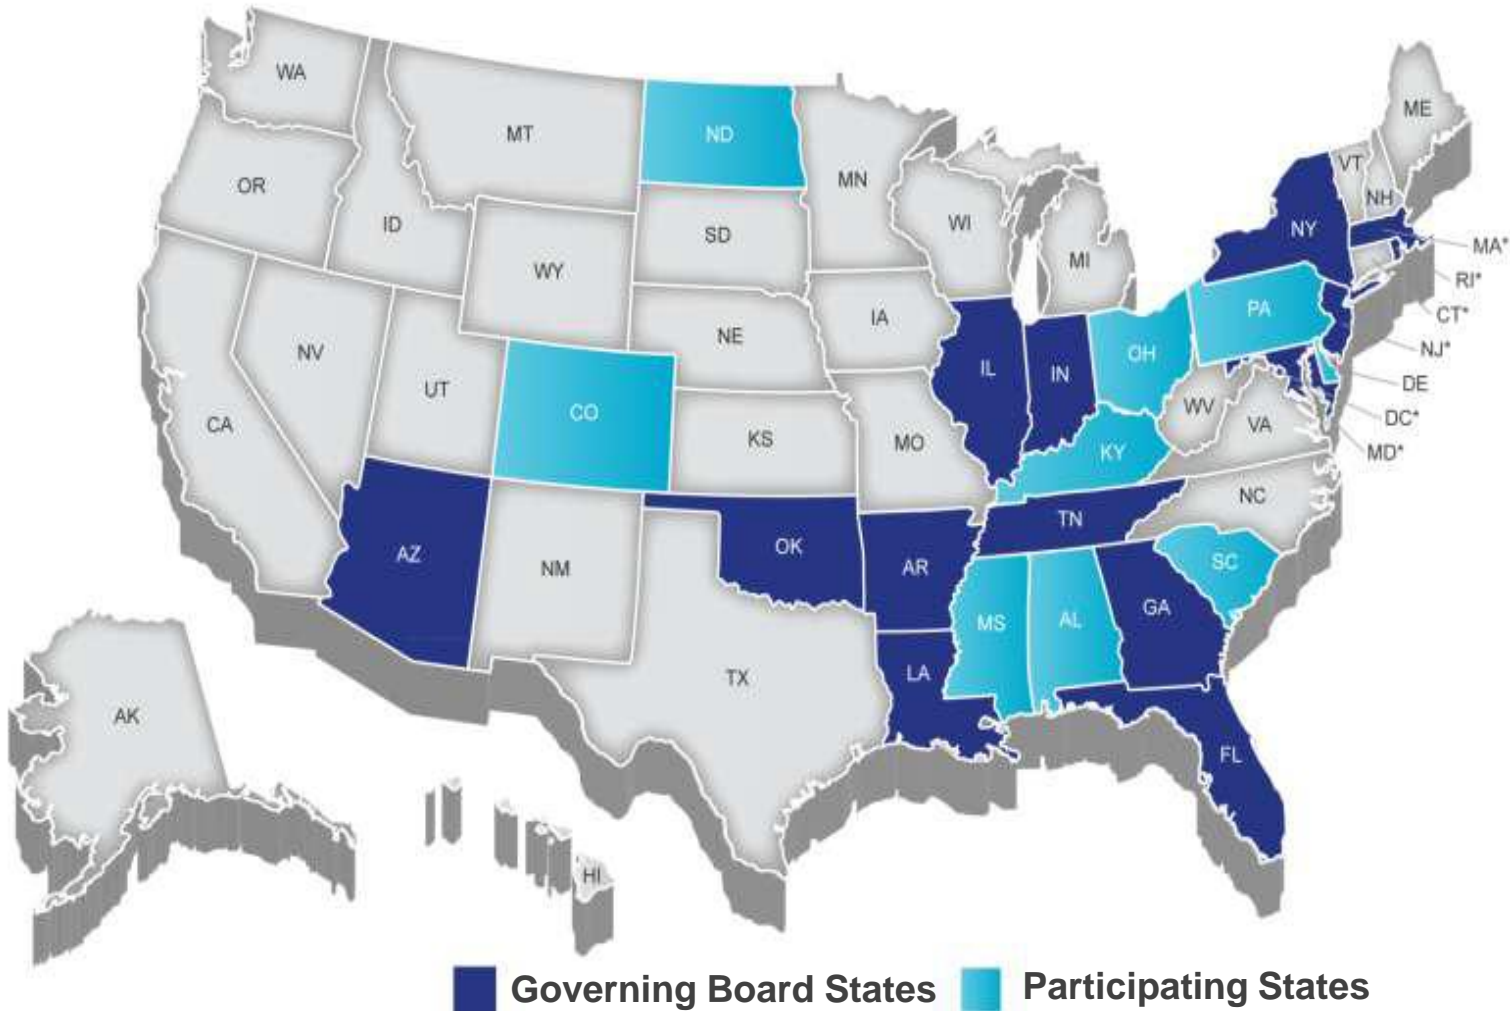 WA
MT
ND
MN
OR
ID
SD
WI
MI
ME
VT
NH
NY
MA*
RI*
CT*
NJ*
DE
DC*
MD*
WY
IA
NE
PA
NV
UT
CO
KS
MO
IL
IN
OH
WV
VA
CA
KY
NC
TN
AZ
NM
OK
AR
SC
MS
AL
GA
LA
TX
FL
AK
HI
Governing Board States
Participating States